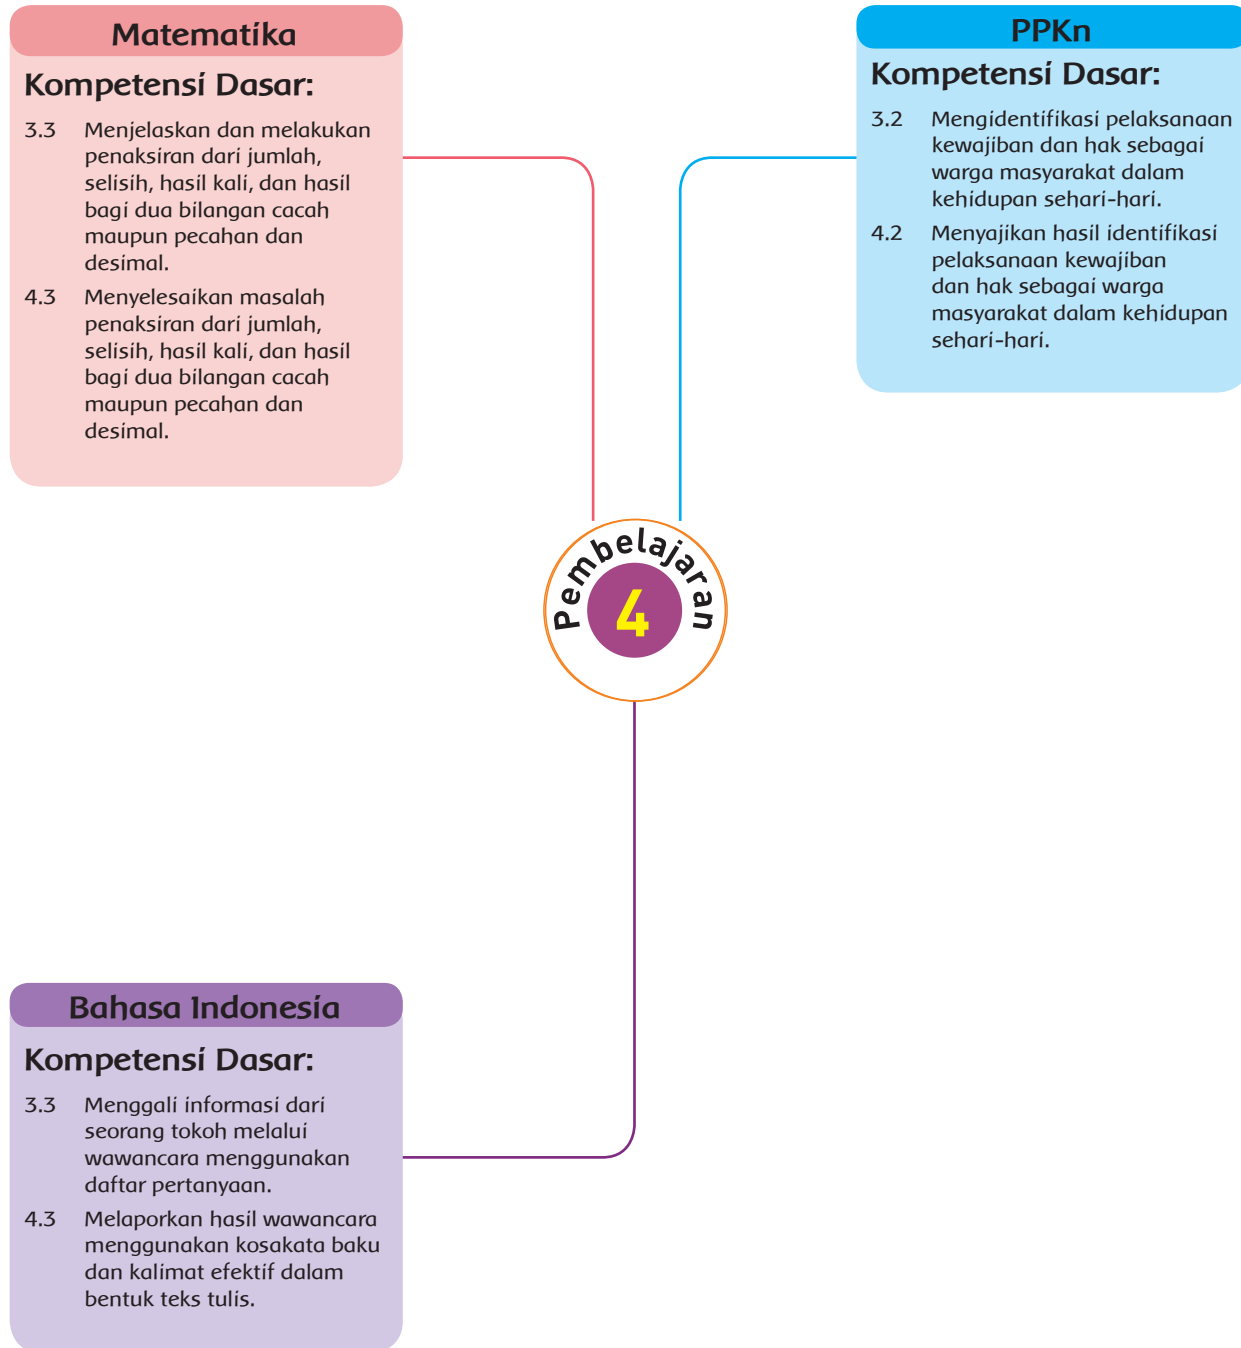 Matematika
Kompetensi Dasar:
3.3 Menjelaskan dan melakukan
penaksiran dari jumlah,
selisih, hasil kali, dan hasil
bagi dua bilangan cacah
maupun pecahan dan
desimal.
4.3 Menyelesaikan masalah
penaksiran dari jumlah,
selisih, hasil kali, dan hasil
bagi dua bilangan cacah
maupun pecahan dan
desimal.
PPKn
Kompetensi Dasar:
3.2 Mengidentifikasi pelaksanaan
kewajiban dan hak sebagai
warga masyarakat dalam
kehidupan sehari-hari.
4.2 Menyajikan hasil identifikasi
pelaksanaan kewajiban
dan hak sebagai warga
masyarakat dalam kehidupan
sehari-hari.
Pembelajaran
4
Bahasa Indonesia
Kompetensi Dasar:
3.3 Menggali informasi dari
seorang tokoh melalui
wawancara menggunakan
daftar pertanyaan.
4.3 Melaporkan hasil wawancara
menggunakan kosakata baku
dan kalimat efektif dalam
bentuk teks tulis.